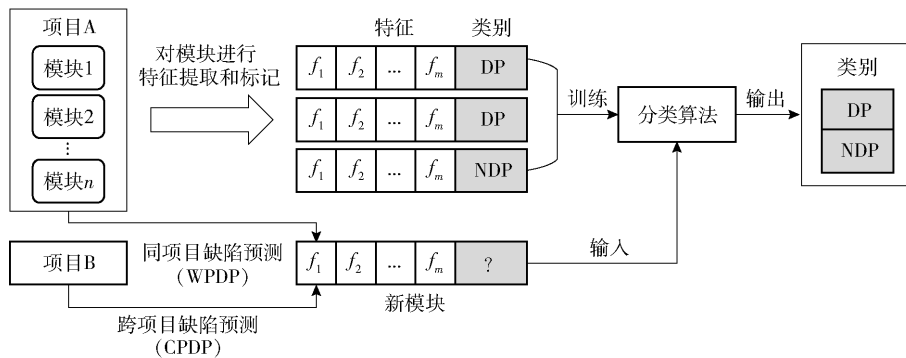 项目A
模块1
模块2
⋮
模块n
对模块进行
特征提取和标记
特征 类别
f1 f2 ... fm DP
f1 f2 ... fm DP
f1 f2 ... fm NDP
训练
分类算法
输出
类别
DP
NDP
项目B
同项目缺陷预测
(WPDP)
跨项目缺陷预测
(CPDP)
f1 f2 ... fm ?
新模块
输入